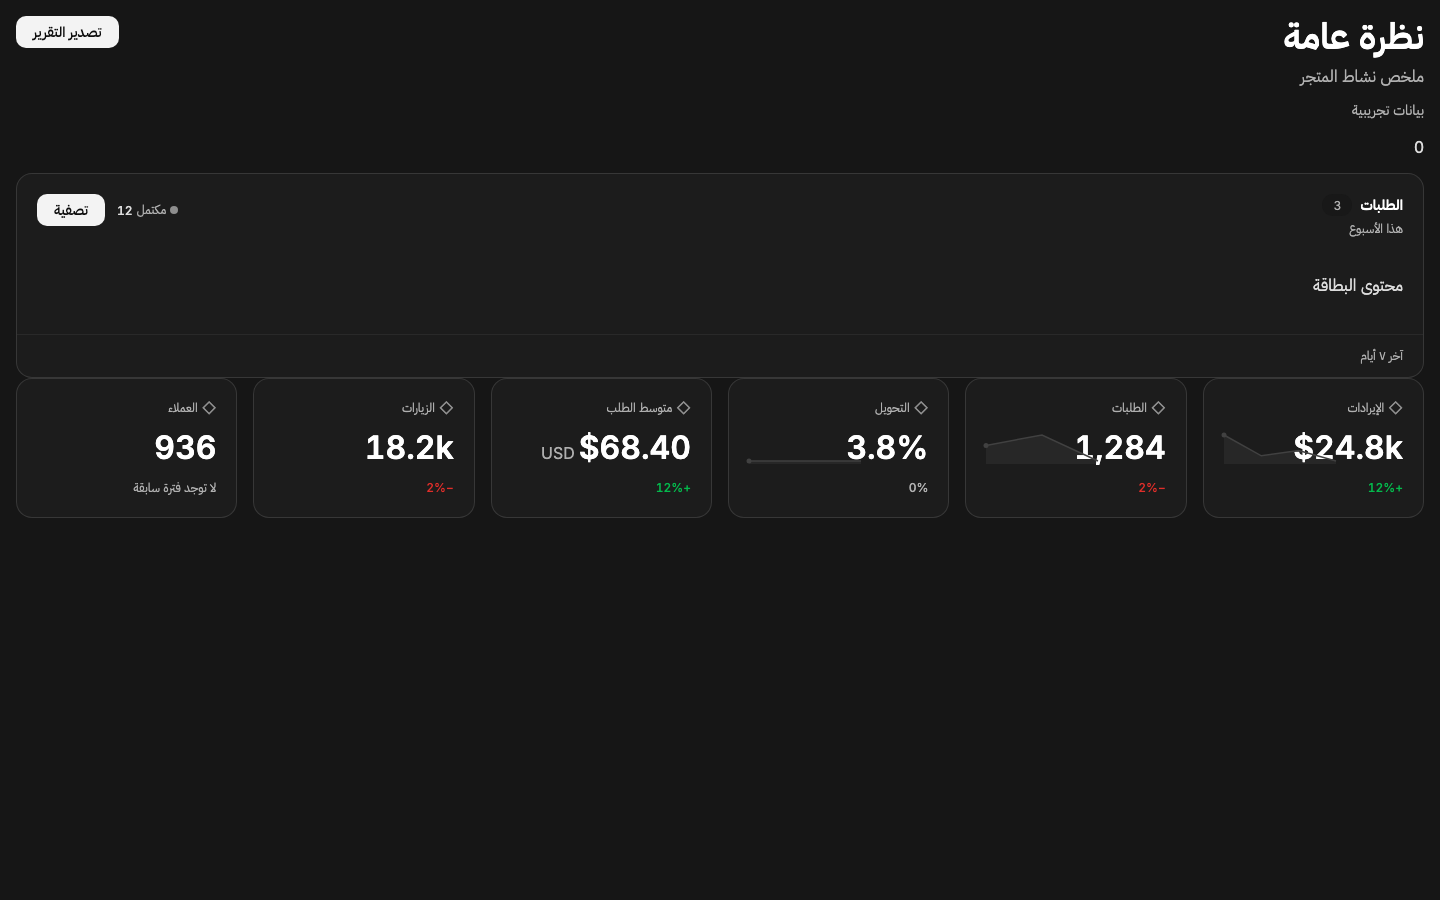 نظرة عامة
تصدير التقرير
ملخص نشاط المتجر
بيانات تجريبية
0
الطلبات 3
مكتمل 12
تصفية
هذا الأسبوع
محتوى البطاقة
آخر ٧ أيام
الإيرادات
$24.8k
+12%
الطلبات
1,284
−2%
التحويل
3.8%
0%
متوسط الطلب
$68.40 USD
+12%
الزيارات
18.2k
−2%
العملاء
936
لا توجد فترة سابقة